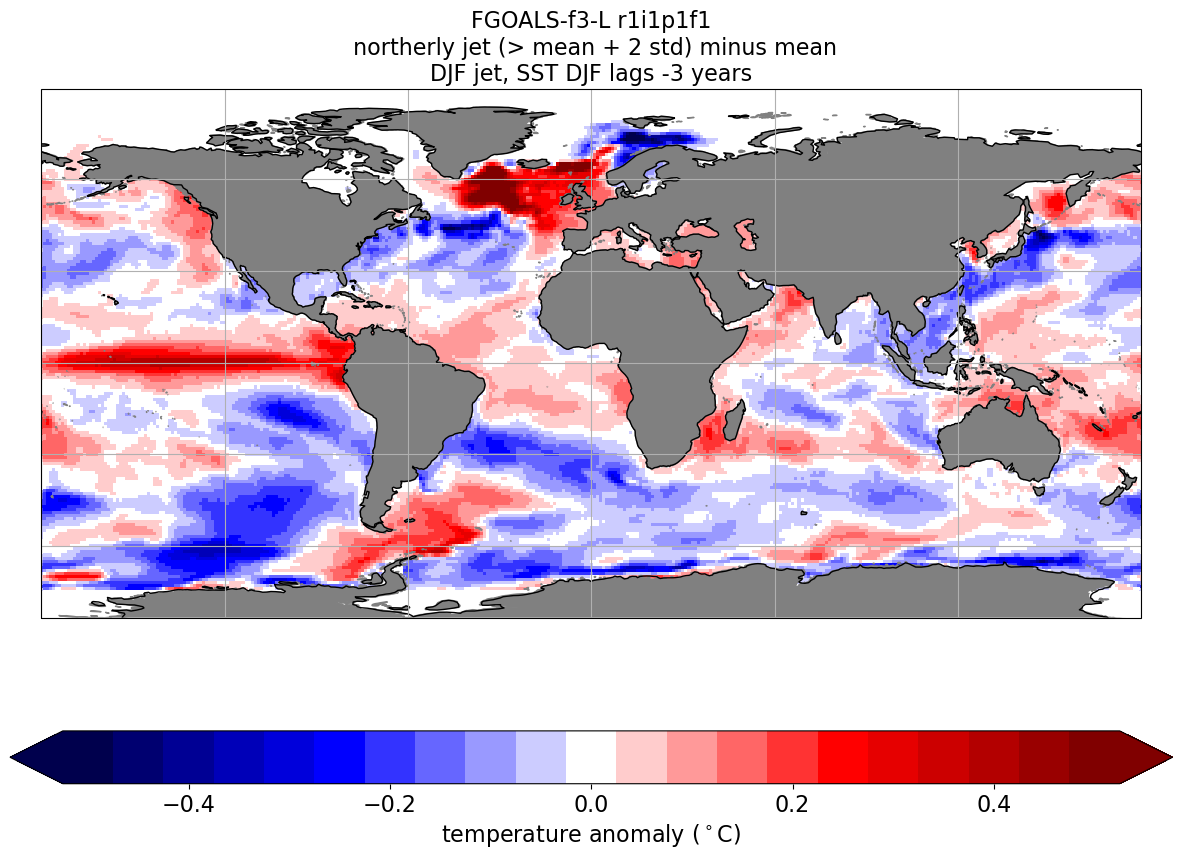 FGOALS-f3-L r1i1p1f1
northerly jet (> mean + 2 std) minus mean
DJF jet, SST DJF lags -3 years
−0.4 −0.2 0.0 0.2 0.4
temperature anomaly (°C)